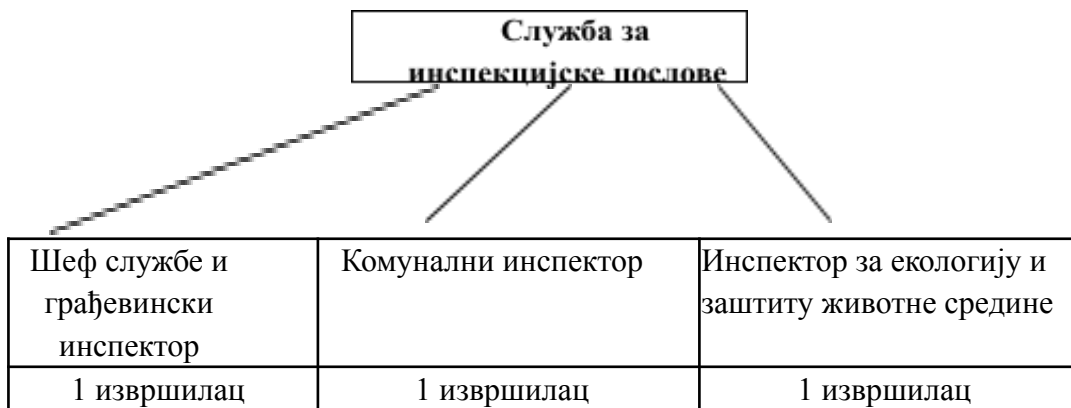 Служба за
инспекцијске послове
Шеф службе и
грађевински
инспектор
Комунални инспектор
Инспектор за екологију и
заштиту животне средине
1 извршилац
1 извршилац
1 извршилац